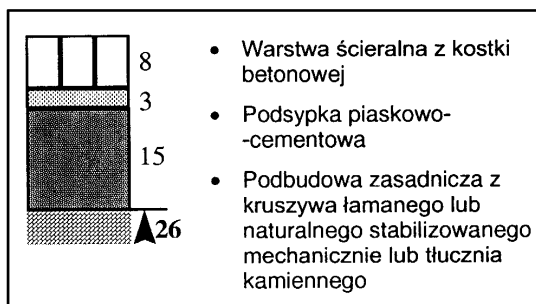 8
3
15
26
• Warstwa ścieralna z kostki
betonowej
• Podsypka piaskowo-
-cementowa
• Podbudowa zasadnicza z
kruszywa łamanego lub
naturalnego stabilizowanego
mechanicznie lub tłucznia
kamiennego